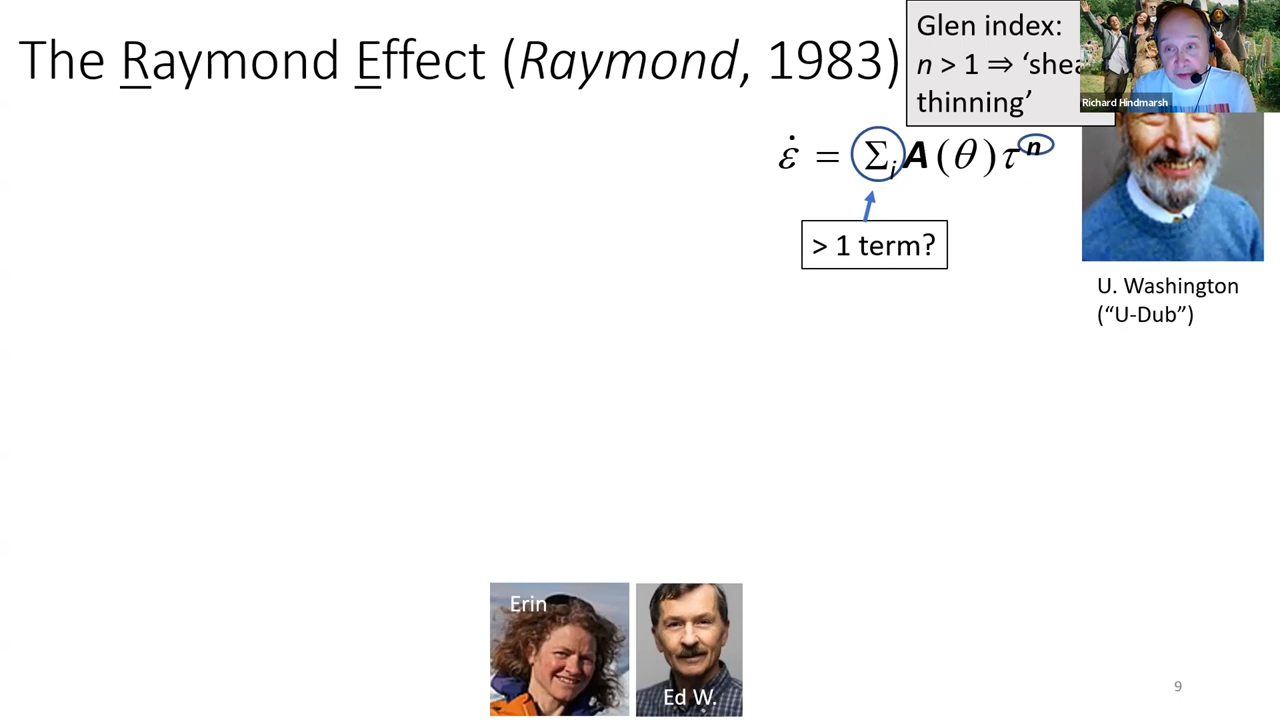 The Raymond Effect (Raymond, 1983)
Glen index:
n > 1 ⇒ ‘shea
thinning’
Richard Hindmarsh
ε̇ = Σᵢ A(θ)τⁿ
> 1 term?
U. Washington
(“U-Dub”)
Erin
Ed W.
9